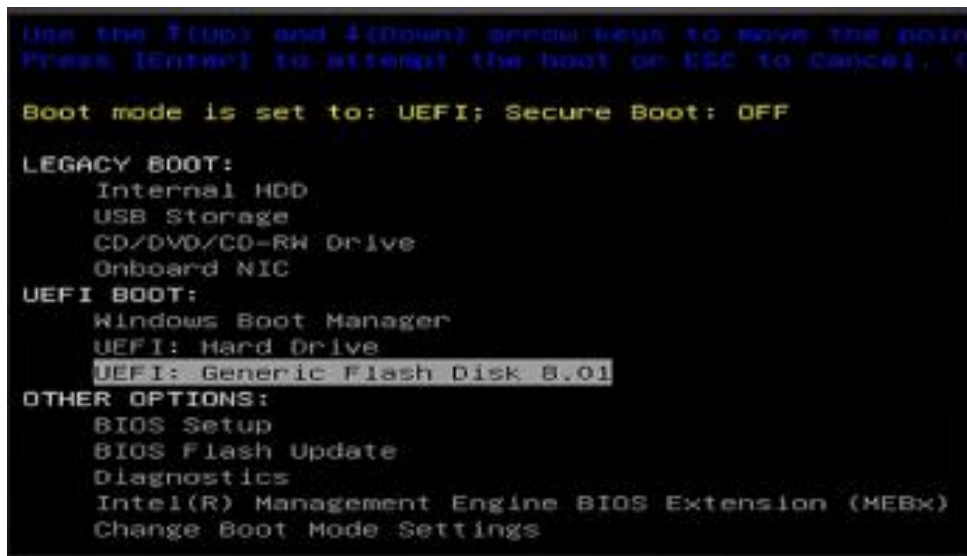 Use the ↑(Up) and ↓(Down) arrow keys to move the poin
Press [Enter] to attempt the boot or ESC to Cancel. (
Boot mode is set to: UEFI; Secure Boot: OFF
LEGACY BOOT:
Internal HDD
USB Storage
CD/DVD/CD-RW Drive
Onboard NIC
UEFI BOOT:
Windows Boot Manager
UEFI: Hard Drive
UEFI: Generic Flash Disk 8.01
OTHER OPTIONS:
BIOS Setup
BIOS Flash Update
Diagnostics
Intel(R) Management Engine BIOS Extension (MEBx)
Change Boot Mode Settings